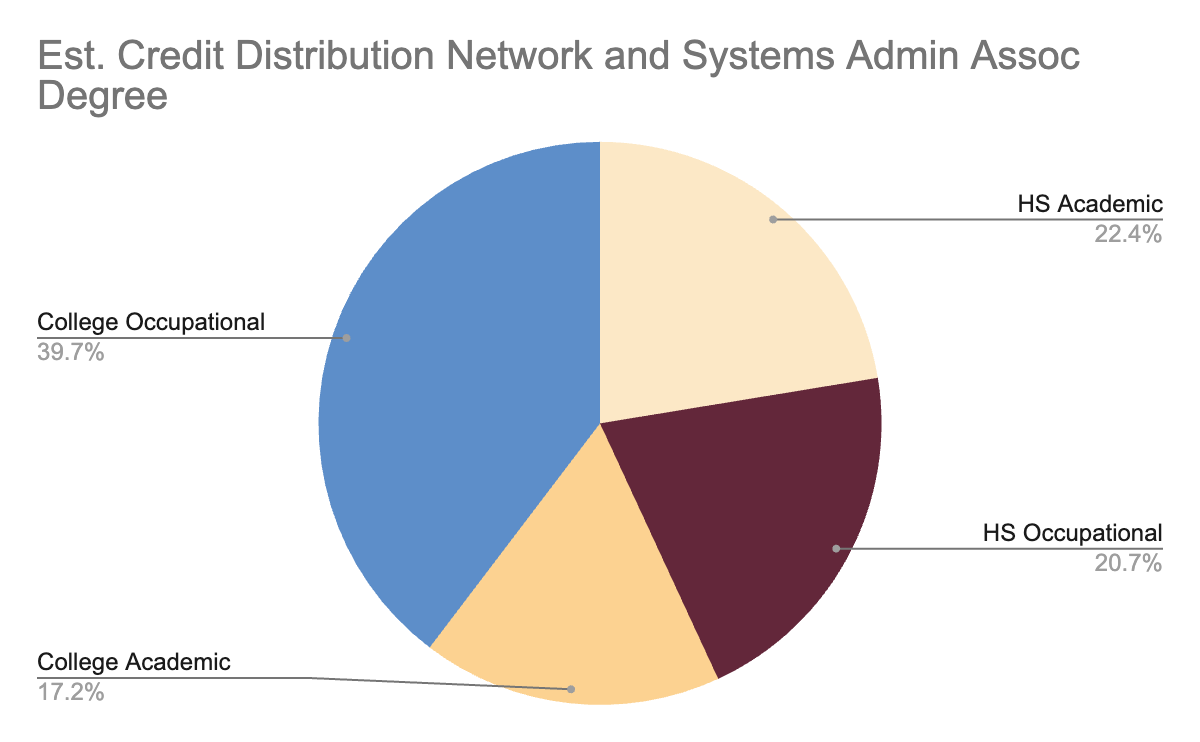 Est. Credit Distribution Network and Systems Admin Assoc
Degree
HS Academic
22.4%
College Occupational
39.7%
HS Occupational
20.7%
College Academic
17.2%